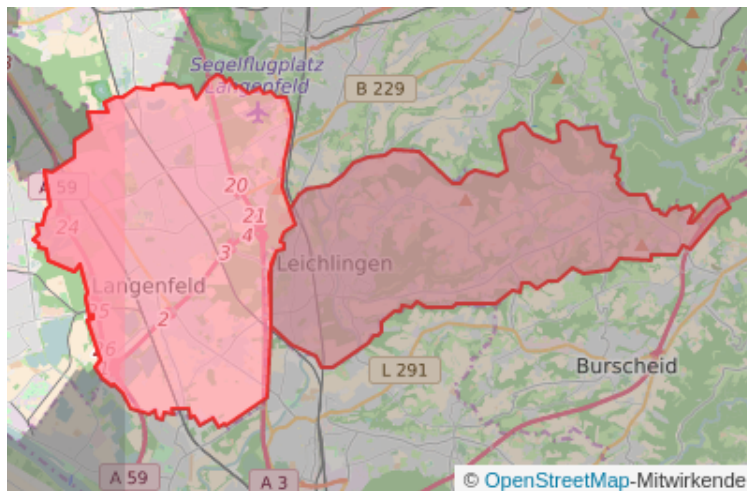 Segelflugplatz
Langenfeld
B 229
A 59
20
21
24
4
3
Leichlingen
Langenfeld
25
2
26
L 291
Burscheid
A 59
A 3
© OpenStreetMap-Mitwirkende